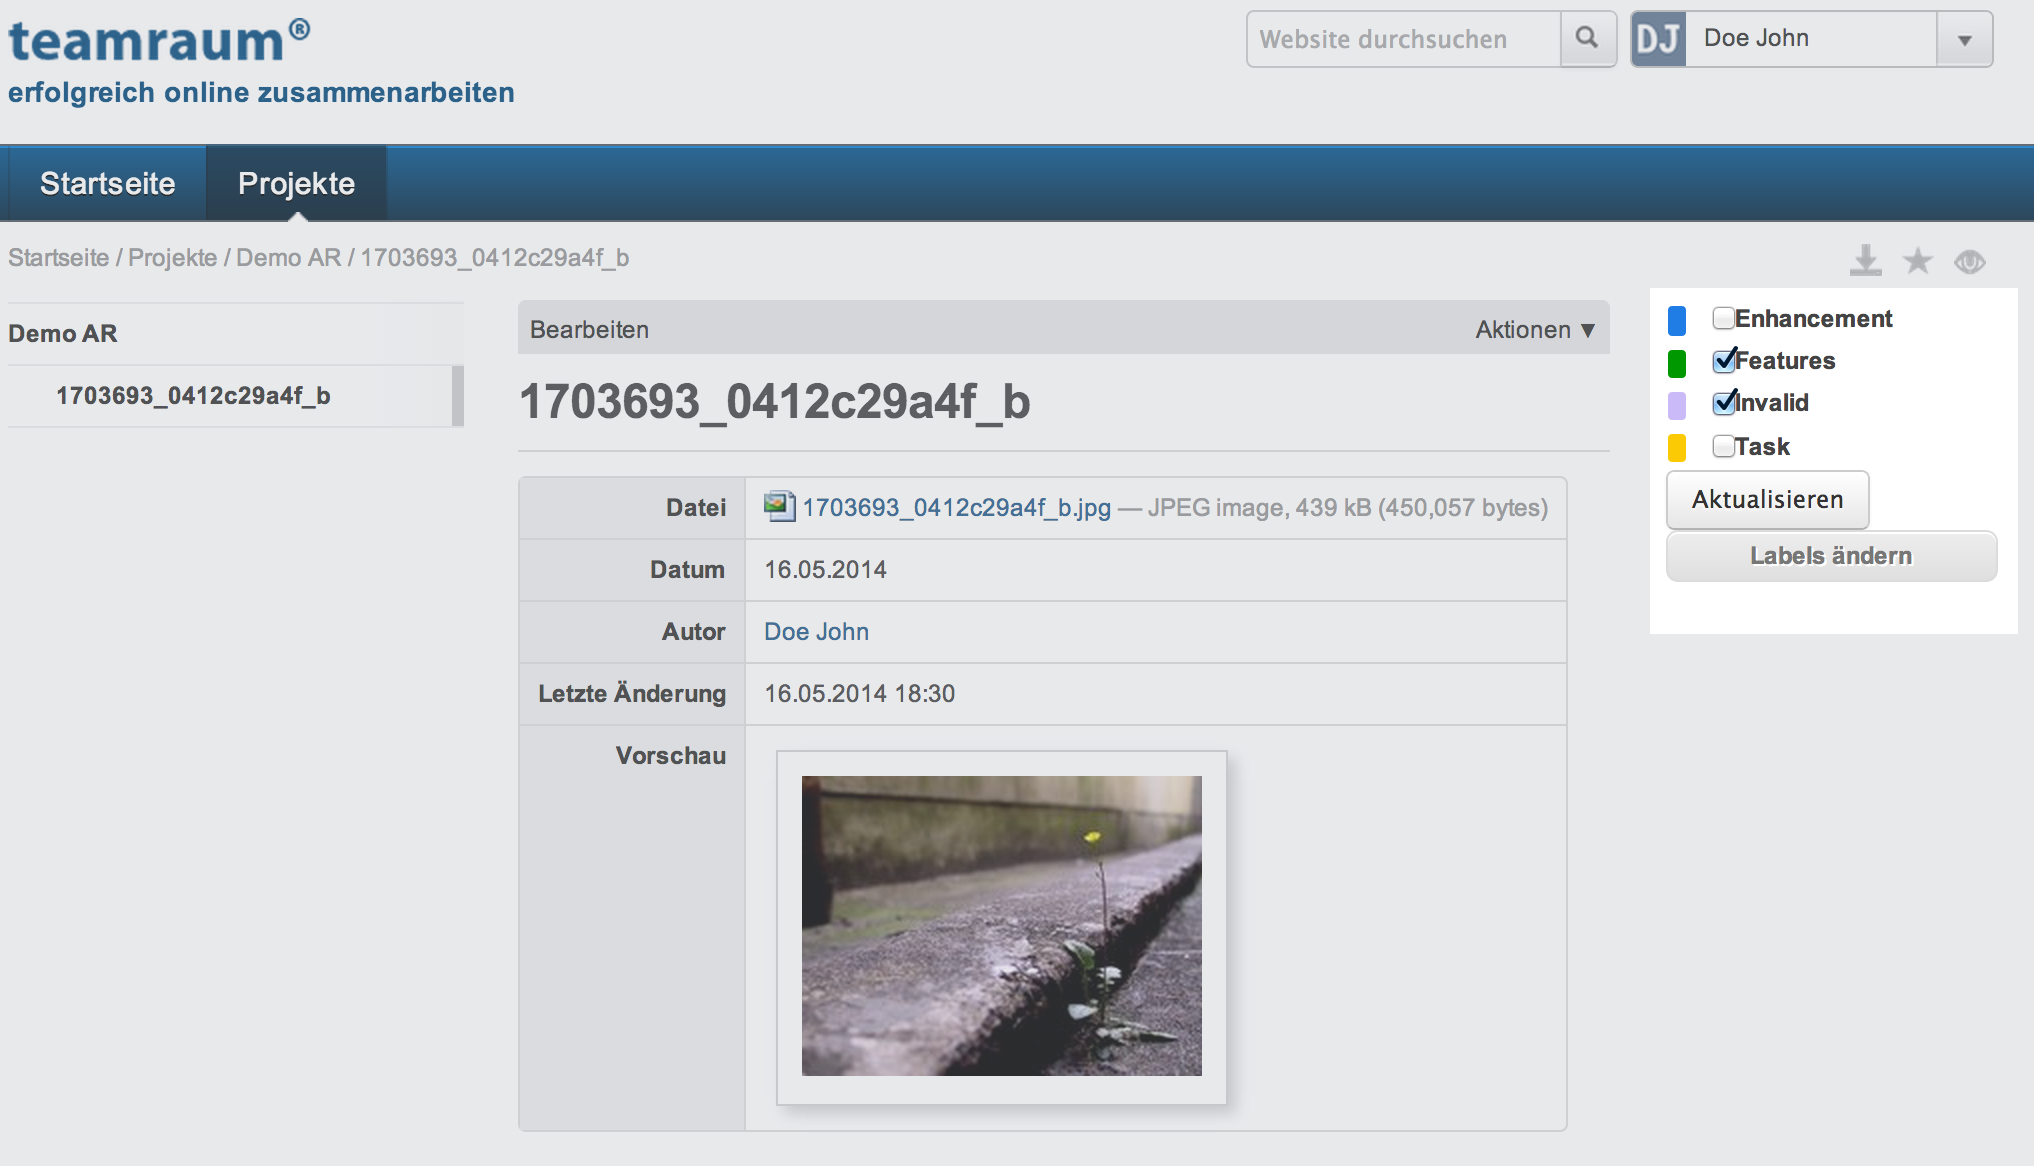 teamraum®
erfolgreich online zusammenarbeiten
Website durchsuchen
DJ Doe John
Startseite Projekte
Startseite / Projekte / Demo AR / 1703693_0412c29a4f_b
Demo AR
1703693_0412c29a4f_b
Bearbeiten Aktionen ▼
1703693_0412c29a4f_b
Datei 1703693_0412c29a4f_b.jpg — JPEG image, 439 kB (450,057 bytes)
Datum 16.05.2014
Autor Doe John
Letzte Änderung 16.05.2014 18:30
Vorschau
Enhancement
Features
Invalid
Task
Aktualisieren
Labels ändern